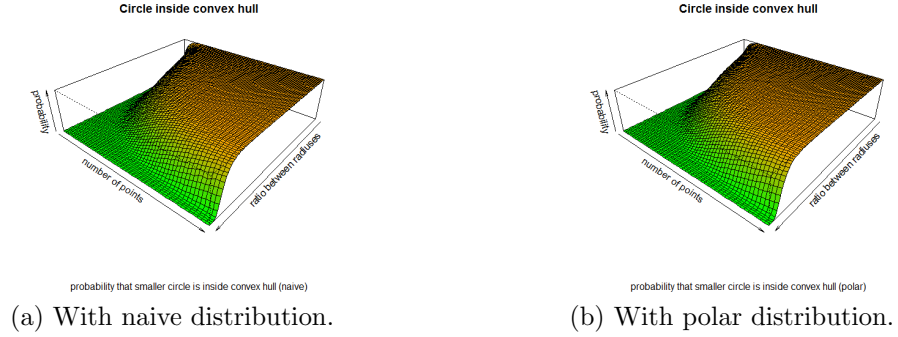 Circle inside convex hull
probability
number of points
ratio between radiuses
probability that smaller circle is inside convex hull (naive)
(a) With naive distribution.
Circle inside convex hull
probability
number of points
ratio between radiuses
probability that smaller circle is inside convex hull (polar)
(b) With polar distribution.